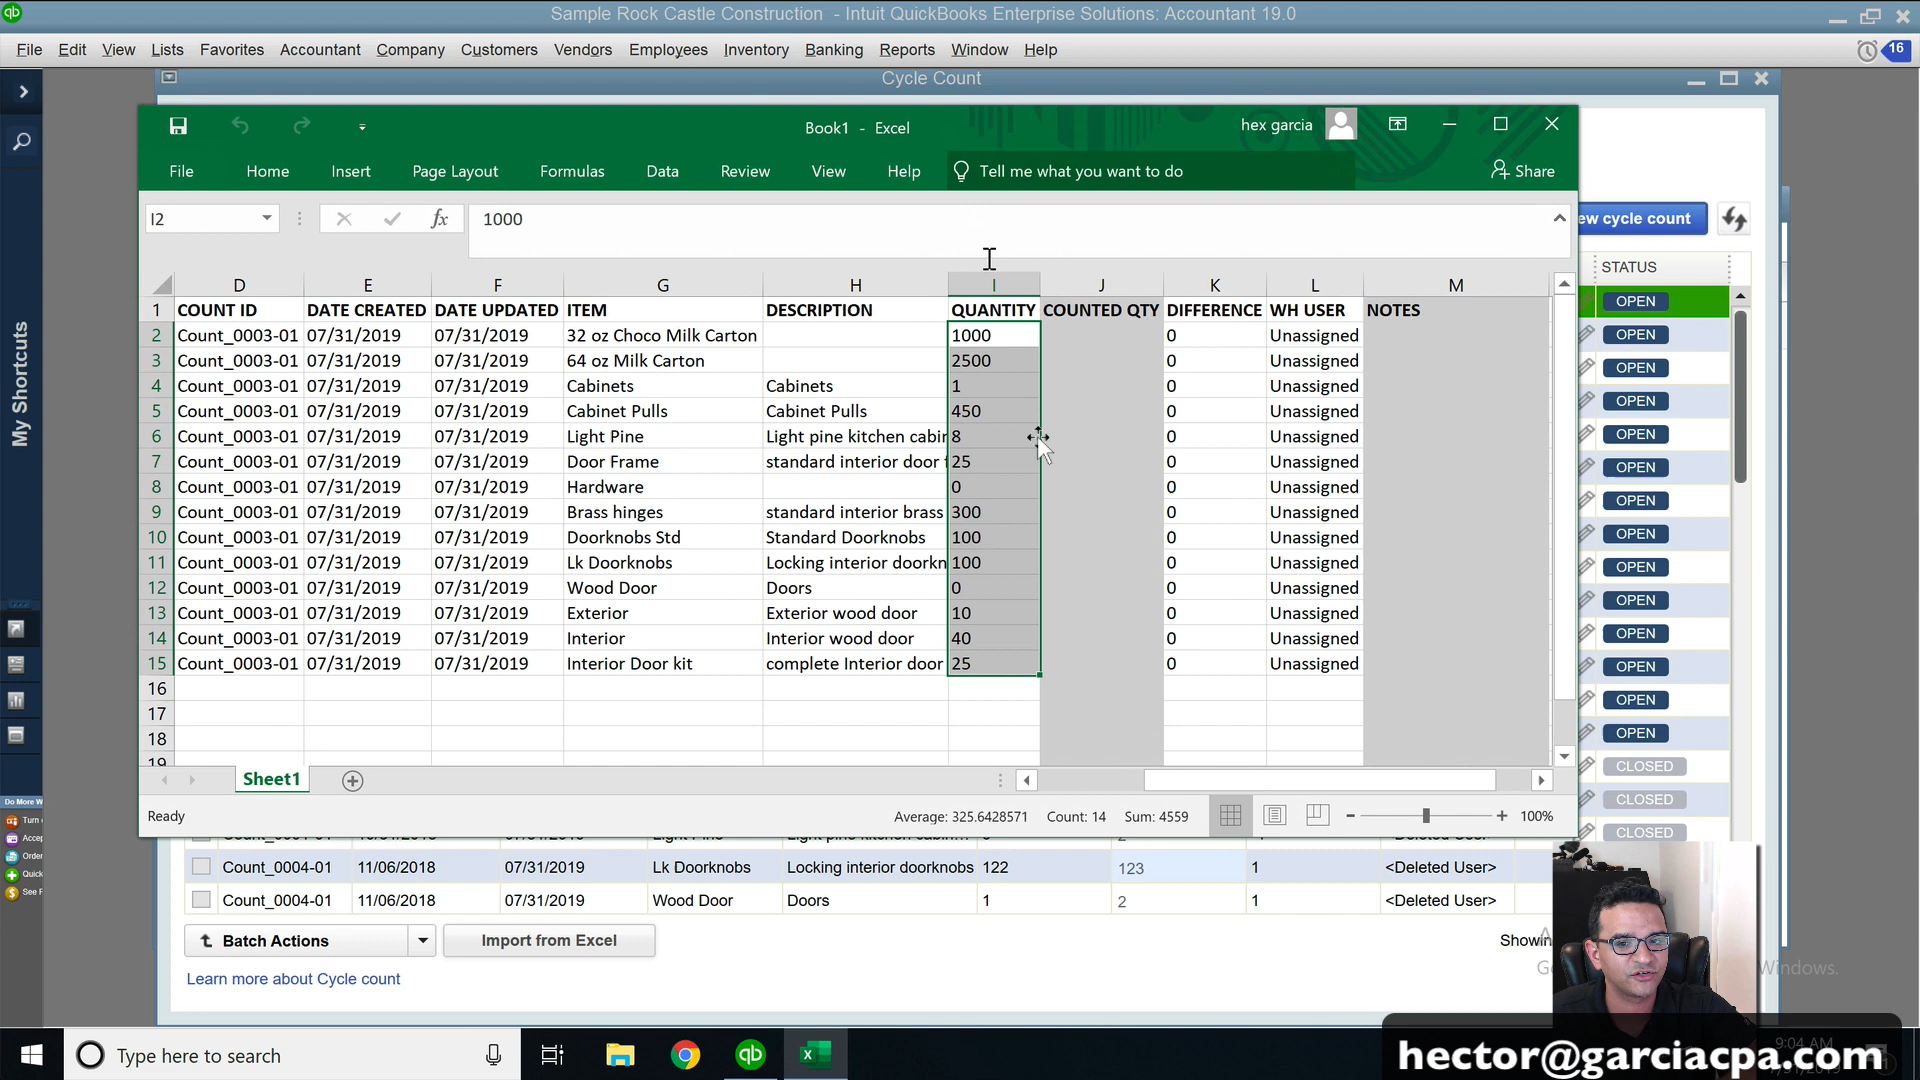 Sample Rock Castle Construction - Intuit QuickBooks Enterprise Solutions: Accountant 19.0
File Edit View Lists Favorites Accountant Company Customers Vendors Employees Inventory Banking Reports Window Help 16
Cycle Count
Book1 - Excel hex garcia
File Home Insert Page Layout Formulas Data Review View Help Tell me what you want to do Share
I2 fx 1000
ew cycle count
D E F G H I J K L M STATUS
1 COUNT ID DATE CREATED DATE UPDATED ITEM DESCRIPTION QUANTITY COUNTED QTY DIFFERENCE WH USER NOTES OPEN
2 Count_0003-01 07/31/2019 07/31/2019 32 oz Choco Milk Carton 1000 0 Unassigned OPEN
3 Count_0003-01 07/31/2019 07/31/2019 64 oz Milk Carton 2500 0 Unassigned OPEN
4 Count_0003-01 07/31/2019 07/31/2019 Cabinets Cabinets 1 0 Unassigned OPEN
5 Count_0003-01 07/31/2019 07/31/2019 Cabinet Pulls Cabinet Pulls 450 0 Unassigned
6 Count_0003-01 07/31/2019 07/31/2019 Light Pine Light pine kitchen cabin 8 0 Unassigned OPEN
7 Count_0003-01 07/31/2019 07/31/2019 Door Frame standard interior door 25 0 Unassigned OPEN
8 Count_0003-01 07/31/2019 07/31/2019 Hardware 0 0 Unassigned OPEN
9 Count_0003-01 07/31/2019 07/31/2019 Brass hinges standard interior brass 300 0 Unassigned
10 Count_0003-01 07/31/2019 07/31/2019 Doorknobs Std Standard Doorknobs 100 0 Unassigned OPEN
11 Count_0003-01 07/31/2019 07/31/2019 Lk Doorknobs Locking interior doorkn 100 0 Unassigned OPEN
12 Count_0003-01 07/31/2019 07/31/2019 Wood Door Doors 0 0 Unassigned OPEN
13 Count_0003-01 07/31/2019 07/31/2019 Exterior Exterior wood door 10 0 Unassigned
14 Count_0003-01 07/31/2019 07/31/2019 Interior Interior wood door 40 0 Unassigned OPEN
15 Count_0003-01 07/31/2019 07/31/2019 Interior Door kit complete Interior door 25 0 Unassigned OPEN
16 OPEN
17
18 OPEN
19 CLOSED
Sheet1
CLOSED
Ready Average: 325.6428571 Count: 14 Sum: 4559 100%
CLOSED
Count_0004-01 11/06/2018 07/31/2019 Lk Doorknobs Locking interior doorknobs 122 123 1 <Deleted User>
Count_0004-01 11/06/2018 07/31/2019 Wood Door Doors 1 2 1 <Deleted User>
Batch Actions Import from Excel Showin
Learn more about Cycle count Windows.
My Shortcuts
Do More W
Turn
Accep
Order
Quick
See F
Type here to search
9:04 AM
hector@garciacpa.com